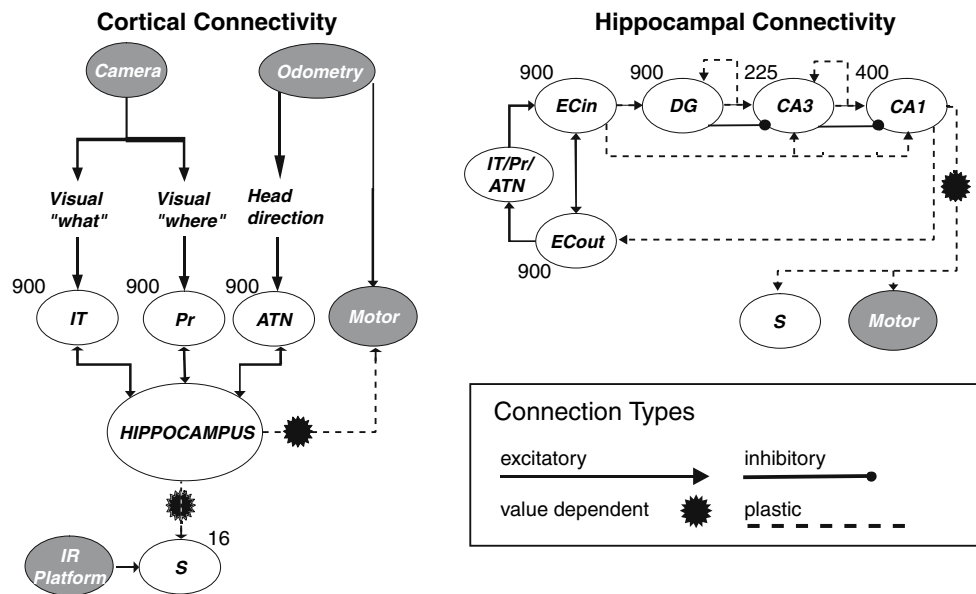 Cortical Connectivity
Camera
Odometry
Visual
"what"
Visual
"where"
Head
direction
900
900
900
IT
Pr
ATN
Motor
HIPPOCAMPUS
16
IR
Platform
S
Hippocampal Connectivity
900
900
225
400
ECin
DG
CA3
CA1
IT/Pr/
ATN
ECout
900
S
Motor
Connection Types
excitatory
inhibitory
value dependent
plastic